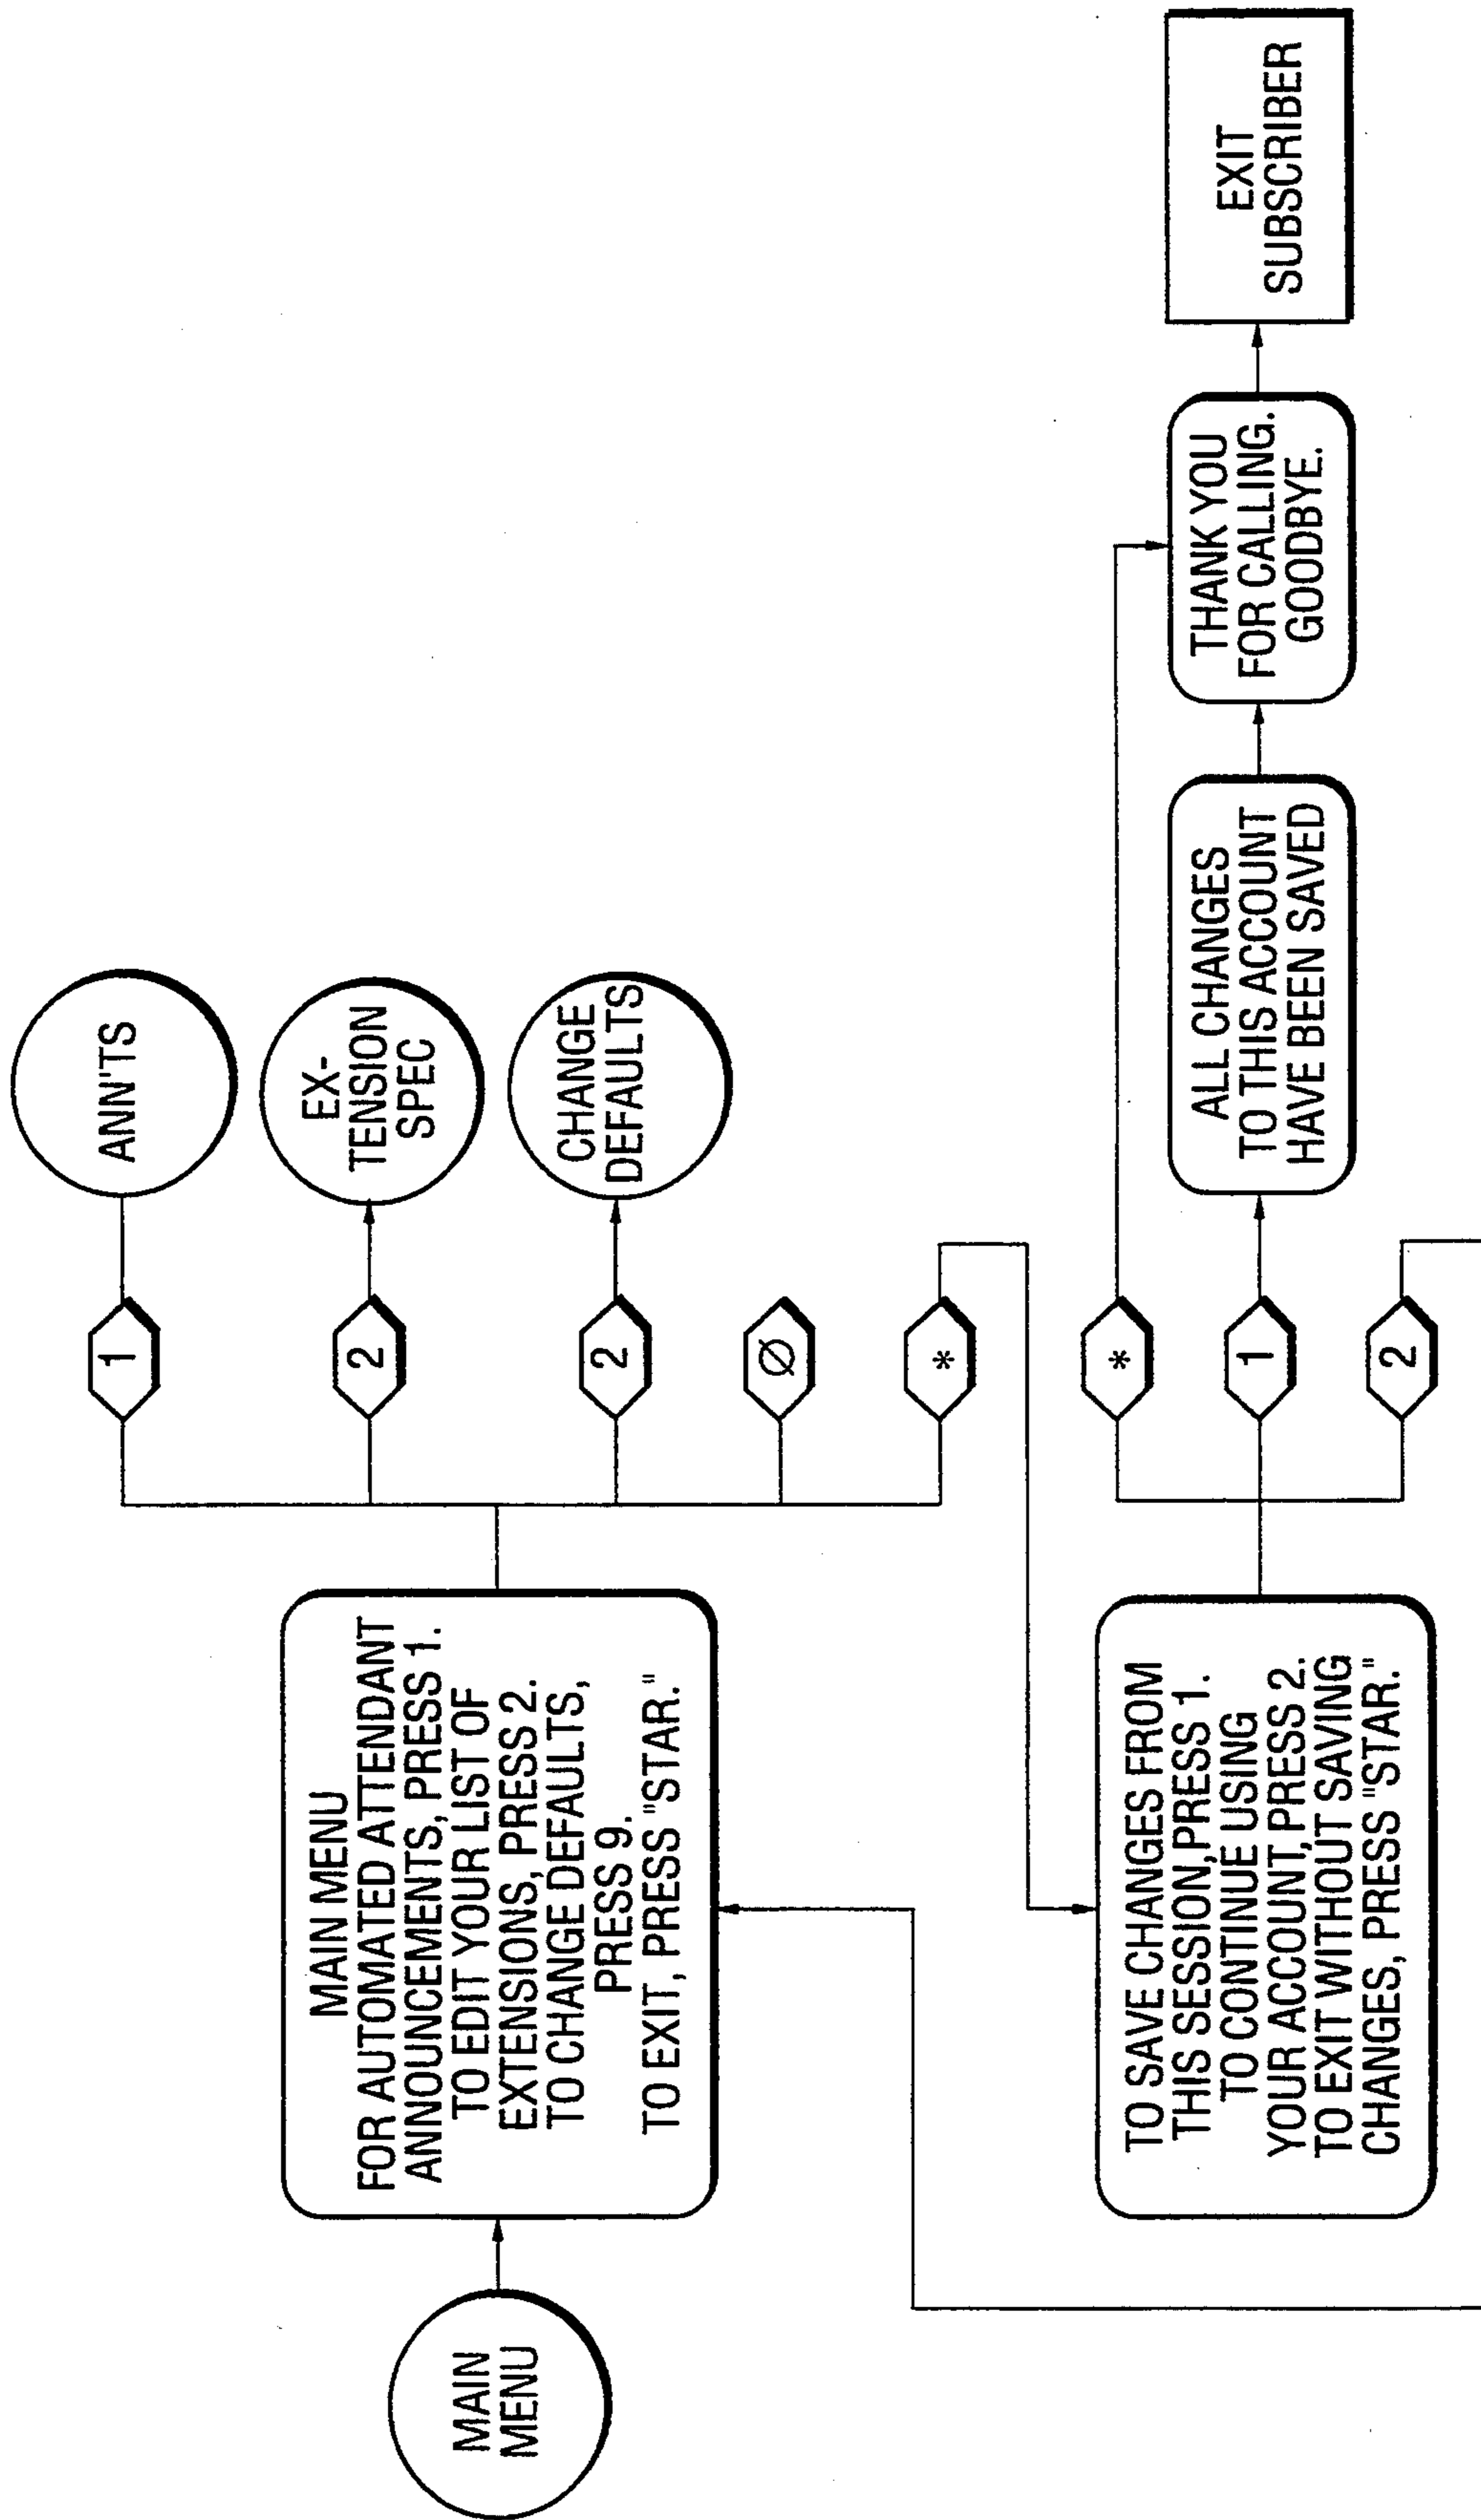 MAIN
MENU
MAIN MENU
FOR AUTOMATED ATTENDANT
ANNOUNCEMENTS, PRESS 1.
TO EDIT YOUR LIST OF
EXTENSIONS, PRESS 2.
TO CHANGE DEFAULTS,
PRESS 9.
TO EXIT, PRESS "STAR."
1
ANN'TS
2
EX-
TENSION
SPEC
2
CHANGE
DEFAULTS
Ø
*
TO SAVE CHANGES FROM
THIS SESSION, PRESS 1.
TO CONTINUE USING
YOUR ACCOUNT, PRESS 2.
TO EXIT WITHOUT SAVING
CHANGES, PRESS "STAR."
*
1
2
ALL CHANGES
TO THIS ACCOUNT
HAVE BEEN SAVED
THANK YOU
FOR CALLING.
GOODBYE.
EXIT
SUBSCRIBER